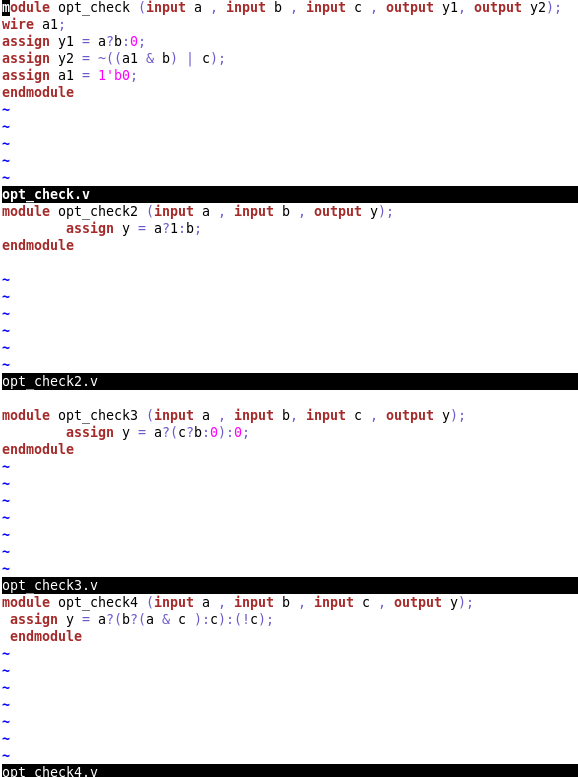 module opt_check (input a , input b , input c , output y1, output y2);
wire a1;
assign y1 = a?b:0;
assign y2 = ~((a1 & b) | c);
assign a1 = 1'b0;
endmodule
~
~
~
~
~
opt_check.v
module opt_check2 (input a , input b , output y);
        assign y = a?1:b;
endmodule
~
~
~
~
~
~
opt_check2.v
module opt_check3 (input a , input b, input c , output y);
        assign y = a?(c?b:0):0;
endmodule
~
~
~
~
~
~
~
opt_check3.v
module opt_check4 (input a , input b , input c , output y);
 assign y = a?(b?(a & c ):c):(!c);
 endmodule
~
~
~
~
~
~
~
opt_check4.v